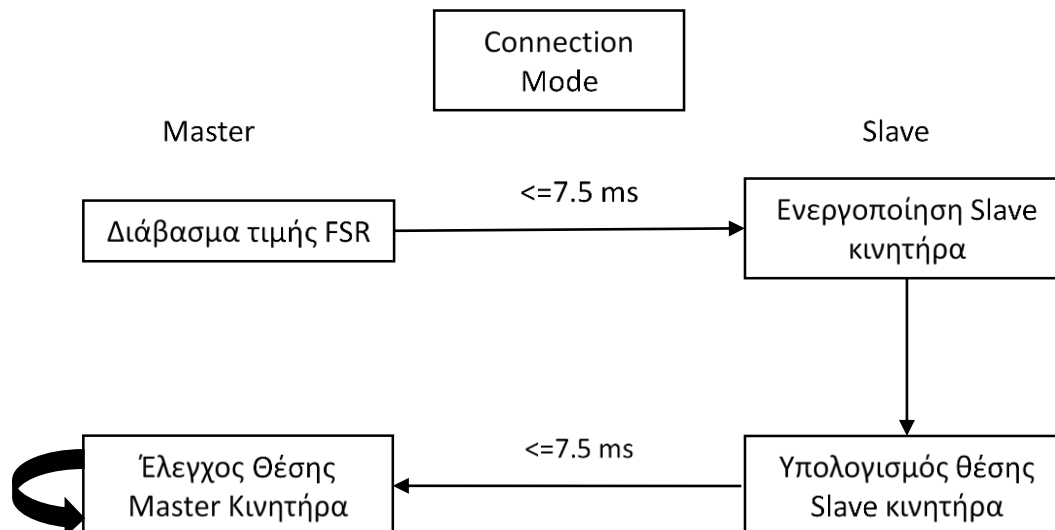 Connection
Mode
Master
Slave
<=7.5 ms
Διάβασμα τιμής FSR
Ενεργοποίηση Slave
κινητήρα
<=7.5 ms
Έλεγχος Θέσης
Master Κινητήρα
Υπολογισμός θέσης
Slave κινητήρα